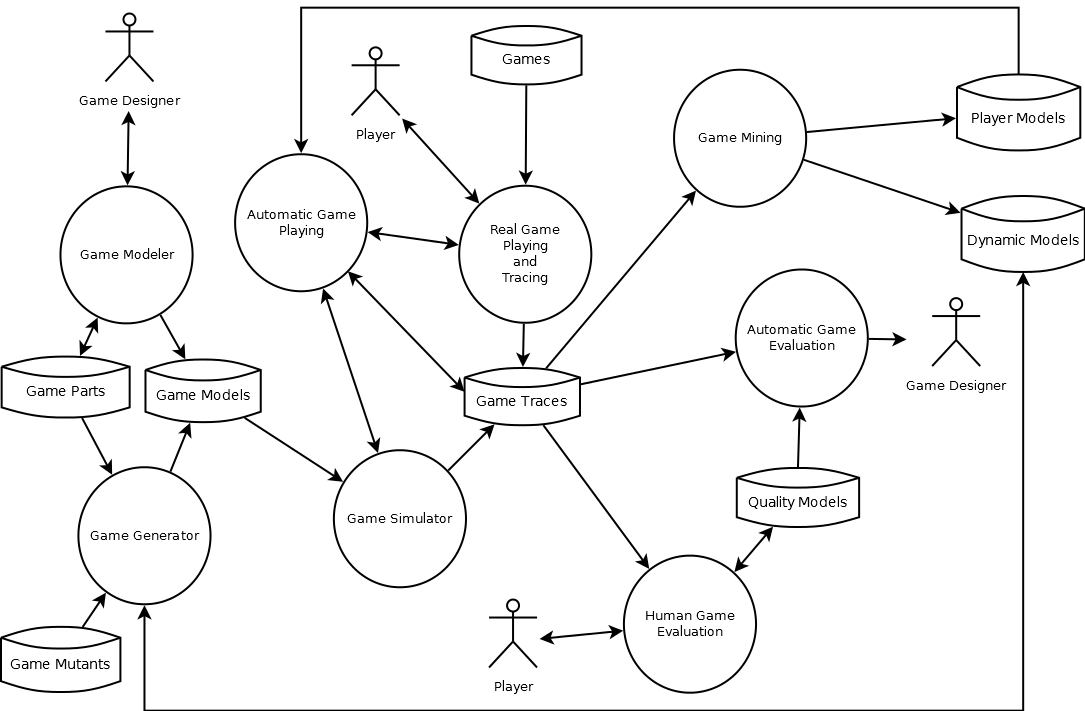 Game Designer
Player
Games
Game Mining
Player Models
Automatic Game
Playing
Real Game
Playing
and
Tracing
Dynamic Models
Game Modeler
Automatic Game
Evaluation
Game Designer
Game Parts
Game Models
Game Traces
Quality Models
Game Generator
Game Simulator
Human Game
Evaluation
Game Mutants
Player